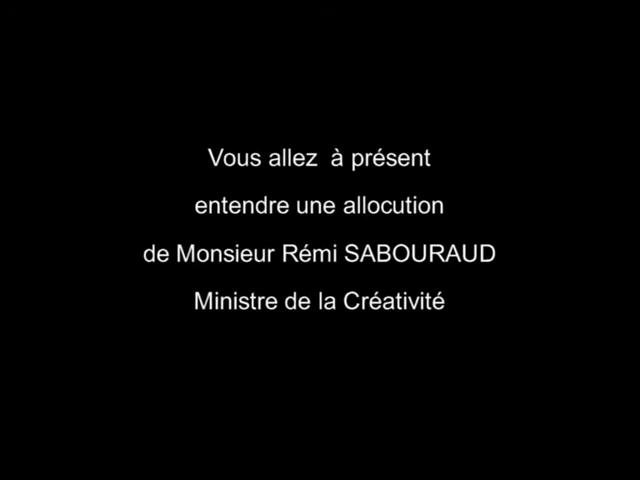 Vous allez à présent
entendre une allocution
de Monsieur Rémi SABOURAUD
Ministre de la Créativité